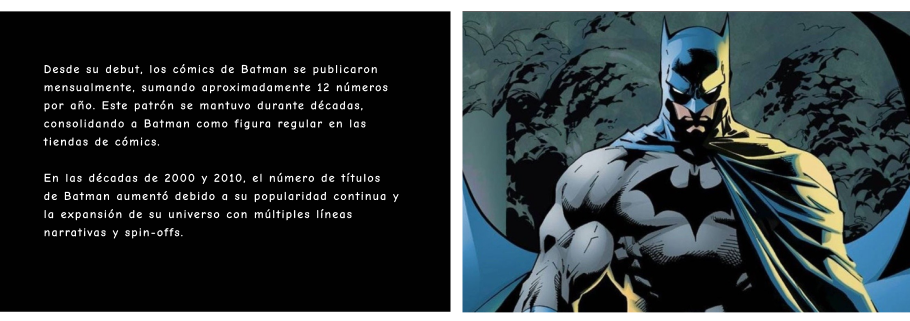 Desde su debut, los cómics de Batman se publicaron
mensualmente, sumando aproximadamente 12 números
por año. Este patrón se mantuvo durante décadas,
consolidando a Batman como figura regular en las
tiendas de cómics.
En las décadas de 2000 y 2010, el número de títulos
de Batman aumentó debido a su popularidad continua y
la expansión de su universo con múltiples líneas
narrativas y spin-offs.